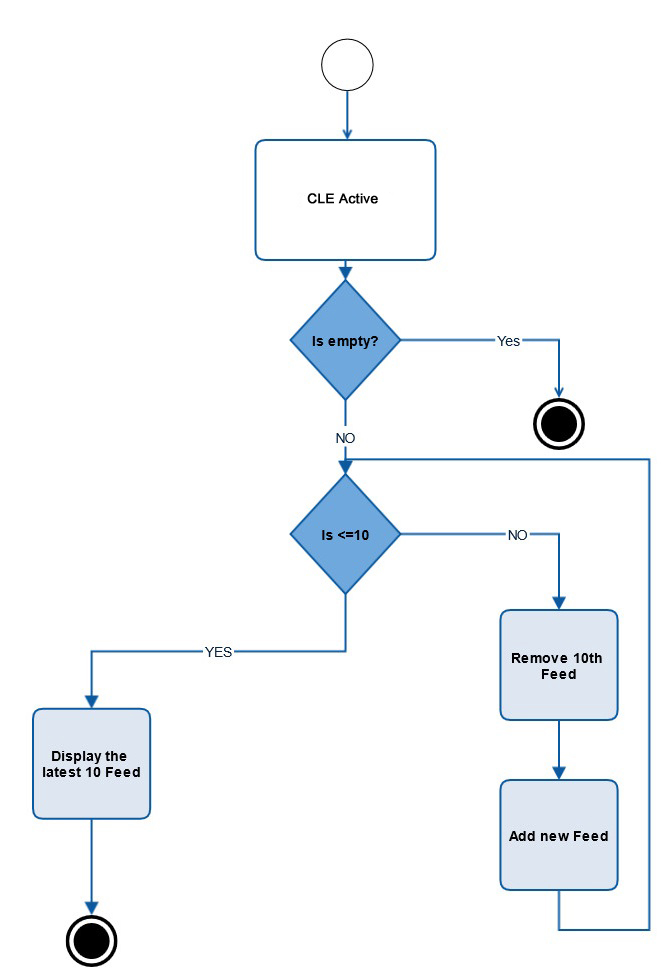 CLE Active
Is empty?
Yes
NO
Is <=10
NO
YES
Remove 10th
Feed
Display the
latest 10 Feed
Add new Feed